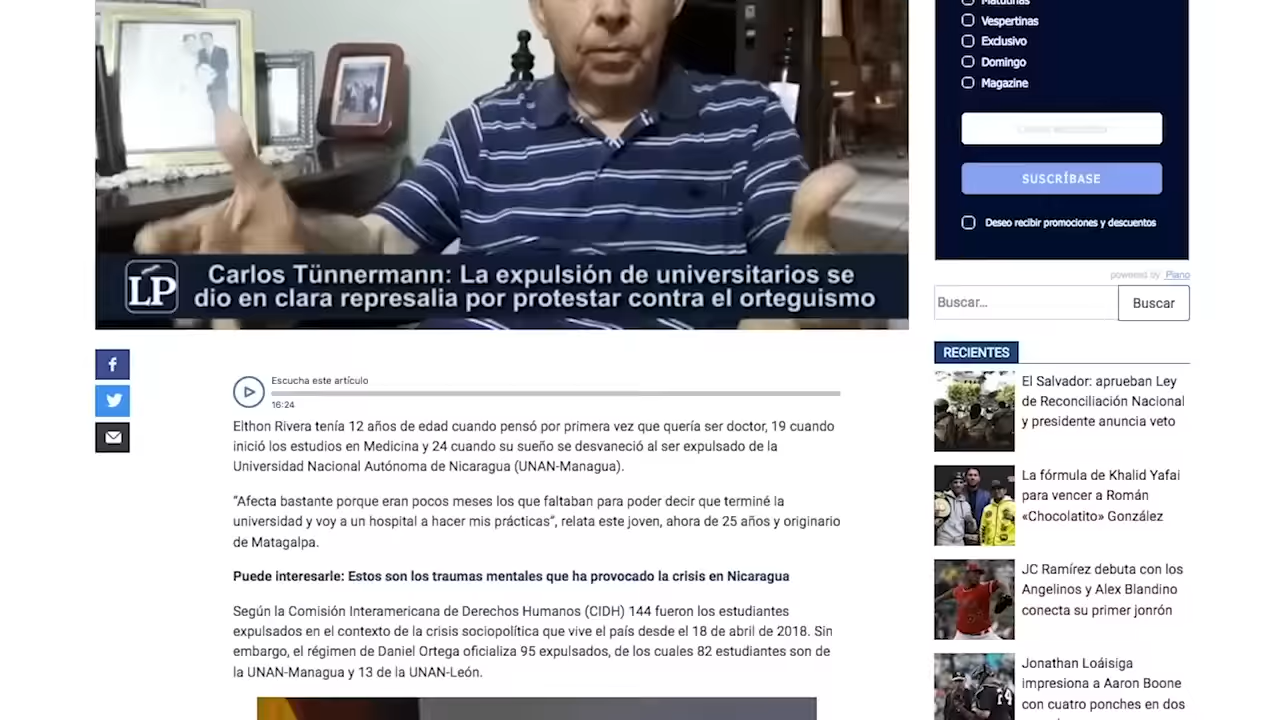 Matutinas
Vespertinas
Exclusivo
Domingo
Magazine
SUSCRÍBASE
Deseo recibir promociones y descuentos
powered by Piano
LP
Carlos Tünnermann: La expulsión de universitarios se
dio en clara represalia por protestar contra el orteguismo
Buscar...
Buscar
Escucha este artículo
16:24
Elthon Rivera tenía 12 años de edad cuando pensó por primera vez que quería ser doctor, 19 cuando
inició los estudios en Medicina y 24 cuando su sueño se desvaneció al ser expulsado de la
Universidad Nacional Autónoma de Nicaragua (UNAN-Managua).
“Afecta bastante porque eran pocos meses los que faltaban para poder decir que terminé la
universidad y voy a un hospital a hacer mis prácticas“, relata este joven, ahora de 25 años y originario
de Matagalpa.
Puede interesarle: Estos son los traumas mentales que ha provocado la crisis en Nicaragua
Según la Comisión Interamericana de Derechos Humanos (CIDH) 144 fueron los estudiantes
expulsados en el contexto de la crisis sociopolítica que vive el país desde el 18 de abril de 2018. Sin
embargo, el régimen de Daniel Ortega oficializa 95 expulsados, de los cuales 82 estudiantes son de
la UNAN-Managua y 13 de la UNAN-León.
RECIENTES
El Salvador: aprueban Ley
de Reconciliación Nacional
y presidente anuncia veto
La fórmula de Khalid Yafai
para vencer a Román
«Chocolatito» González
JC Ramírez debuta con los
Angelinos y Alex Blandino
conecta su primer jonrón
Jonathan Loáisiga
impresiona a Aaron Boone
con cuatro ponches en dos